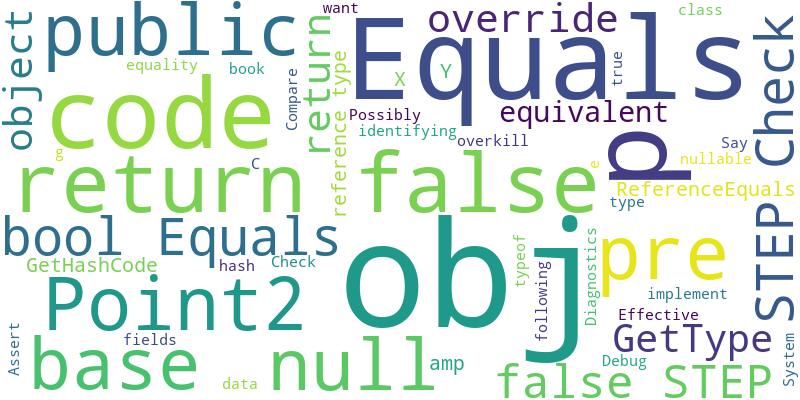 public
Equals
override
class
want
object
equality
book
code
Compare
return
reference type
X
Y
true
Possibly
equivalent
identifying
overkill
Say
Check
STEP
return false
g
C
e
p
nullable
ReferenceEquals
type
bool Equals
obj
pre
GetHashCode
hash
Check
typeof
following
Diagnostics
implement
Point2
Effective
fields
GetType
Assert
base
null
amp
Debug
System
data
false STEP